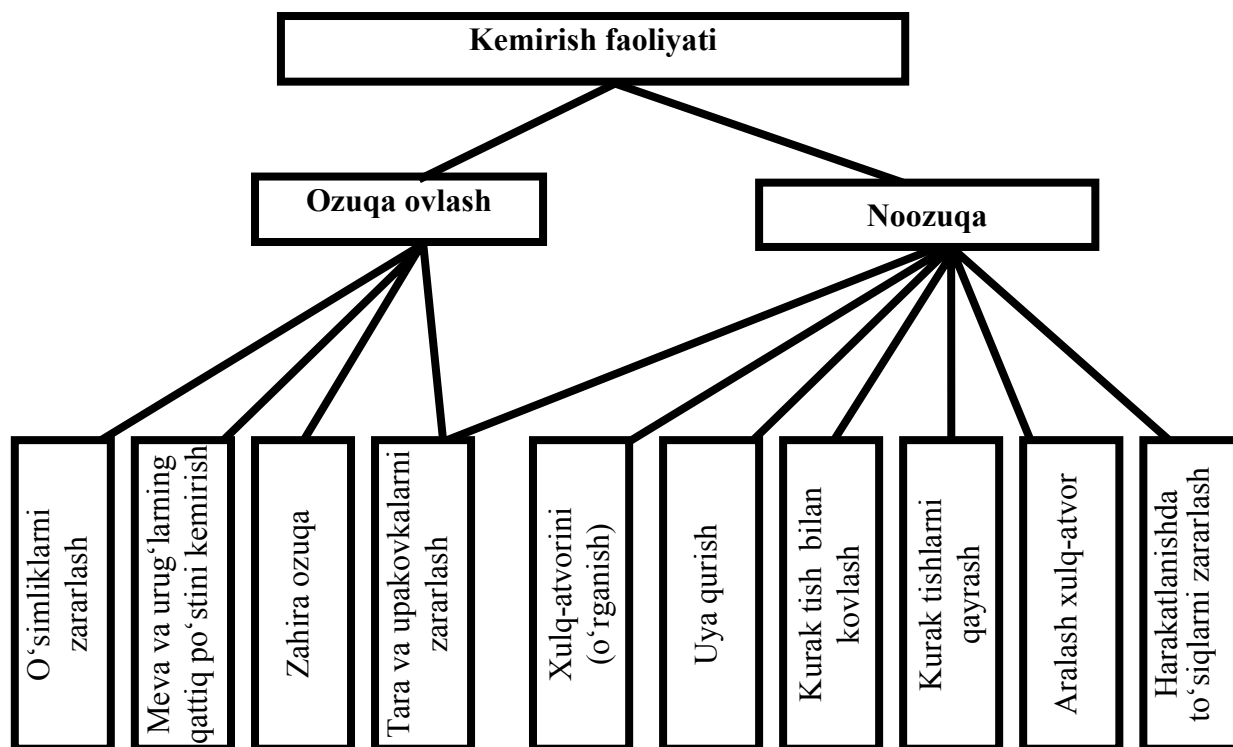 Kemirish faoliyati
Ozuqa ovlash
Noozuqa
O‘simliklarni
zararlash
Meva va urug‘larning
qattiq po‘stini kemirish
Zahira ozuqa
Tara va upakovkalarni
zararlash
Xulq-atvorini
(o‘rganish)
Uya qurish
Kurak tish bilan
kovlash
Kurak tishlarni
qayrash
Aralash xulq-atvor
Harakatlanishda
to‘siqlarni zararlash